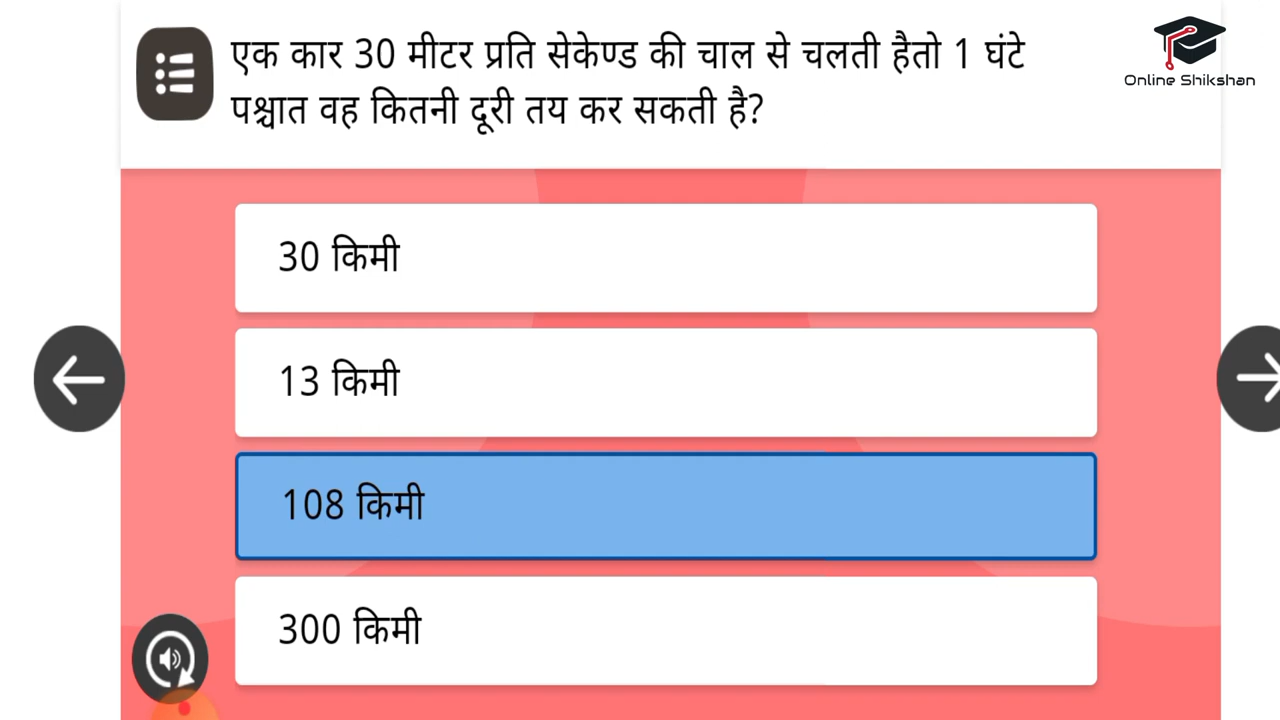 एक कार 30 मीटर प्रति सेकेण्ड की चाल से चलती हैतो 1 घंटे
पश्चात वह कितनी दूरी तय कर सकती है?
Online Shikshan
30 किमी
13 किमी
108 किमी
300 किमी